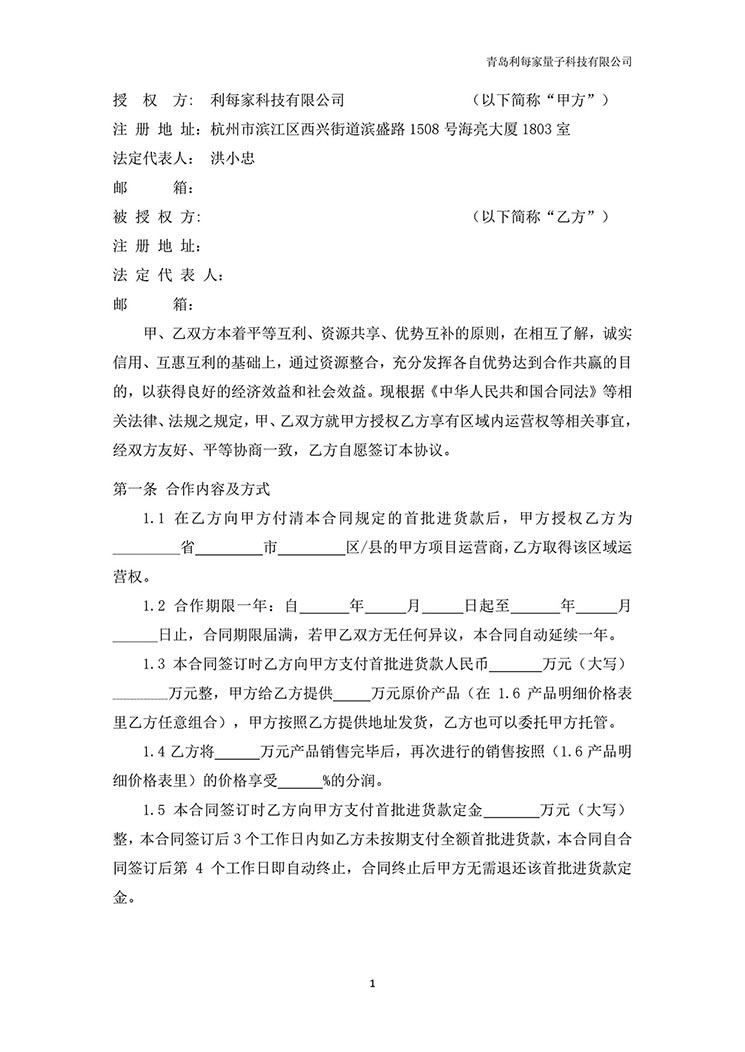 青岛利每家量子科技有限公司
授 权 方： 利每家科技有限公司 （以下简称“甲方”）
注 册 地 址：杭州市滨江区西兴街道滨盛路 1508 号海亮大厦 1803 室
法定代表人： 洪小忠
邮 箱：
被 授 权 方： （以下简称“乙方”）
注 册 地 址：
法 定 代 表 人：
邮 箱：
甲、乙双方本着平等互利、资源共享、优势互补的原则，在相互了解，诚实
信用、互惠互利的基础上，通过资源整合，充分发挥各自优势达到合作共赢的目
的，以获得良好的经济效益和社会效益。现根据《中华人民共和国合同法》等相
关法律、法规之规定，甲、乙双方就甲方授权乙方享有区域内运营权等相关事宜，
经双方友好、平等协商一致，乙方自愿签订本协议。
第一条 合作内容及方式
1.1 在乙方向甲方付清本合同规定的首批进货款后，甲方授权乙方为
________省________市________区/县的甲方项目运营商,乙方取得该区域运
营权。
1.2 合作期限一年：自______年_____月_____日起至______年_____月
______日止，合同期限届满，若甲乙双方无任何异议，本合同自动延续一年。
1.3 本合同签订时乙方向甲方支付首批进货款人民币______万元（大写）
_______万元整，甲方给乙方提供_____万元原价产品（在 1.6 产品明细价格表
里乙方任意组合），甲方按照乙方提供地址发货，乙方也可以委托甲方托管。
1.4乙方将______万元产品销售完毕后，再次进行的销售按照（1.6产品明
细价格表里）的价格享受______%的分润。
1.5 本合同签订时乙方向甲方支付首批进货款定金_______万元（大写）
整，本合同签订后 3 个工作日内如乙方未按期支付全额首批进货款，本合同自合
同签订后第 4 个工作日即自动终止，合同终止后甲方无需退还该首批进货款定
金。
1